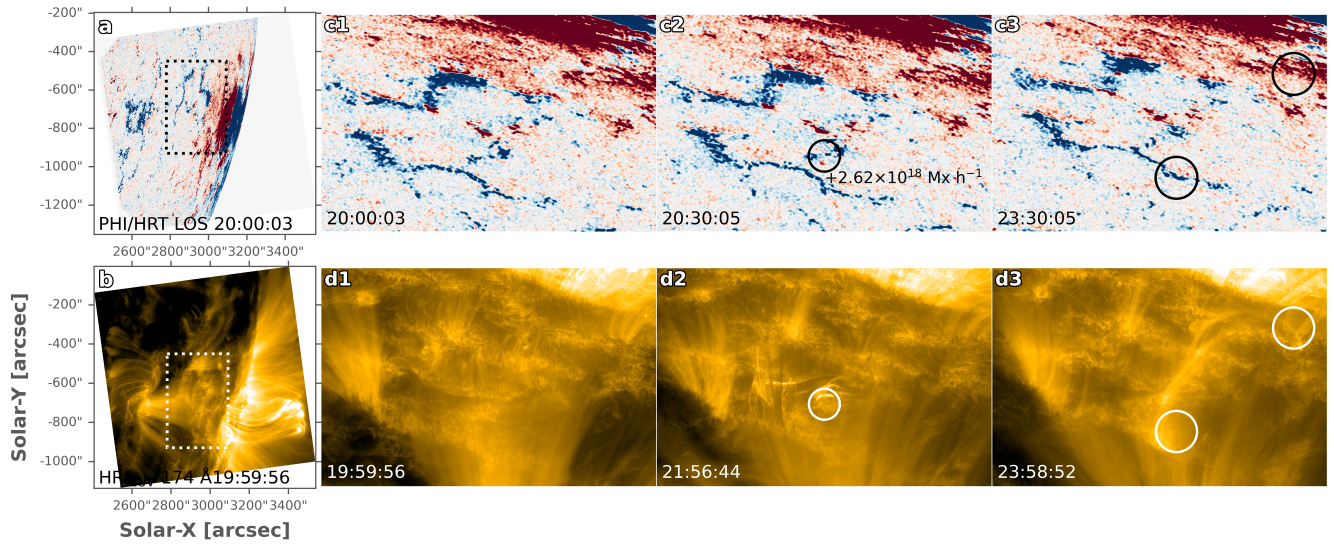 a
-200"
-400"
-600"
-800"
-1000"
-1200"
PHI/HRT LOS 20:00:03
2600"2800"3000"3200"3400"
c1
20:00:03
c2
+2.62×10¹⁸ Mx h⁻¹
20:30:05
c3
23:30:05
b
-200"
-400"
-600"
-800"
-1000"
174 Å19:59:56
2600"2800"3000"3200"3400"
d1
19:59:56
d2
21:56:44
d3
23:58:52
Solar-Y [arcsec]
Solar-X [arcsec]